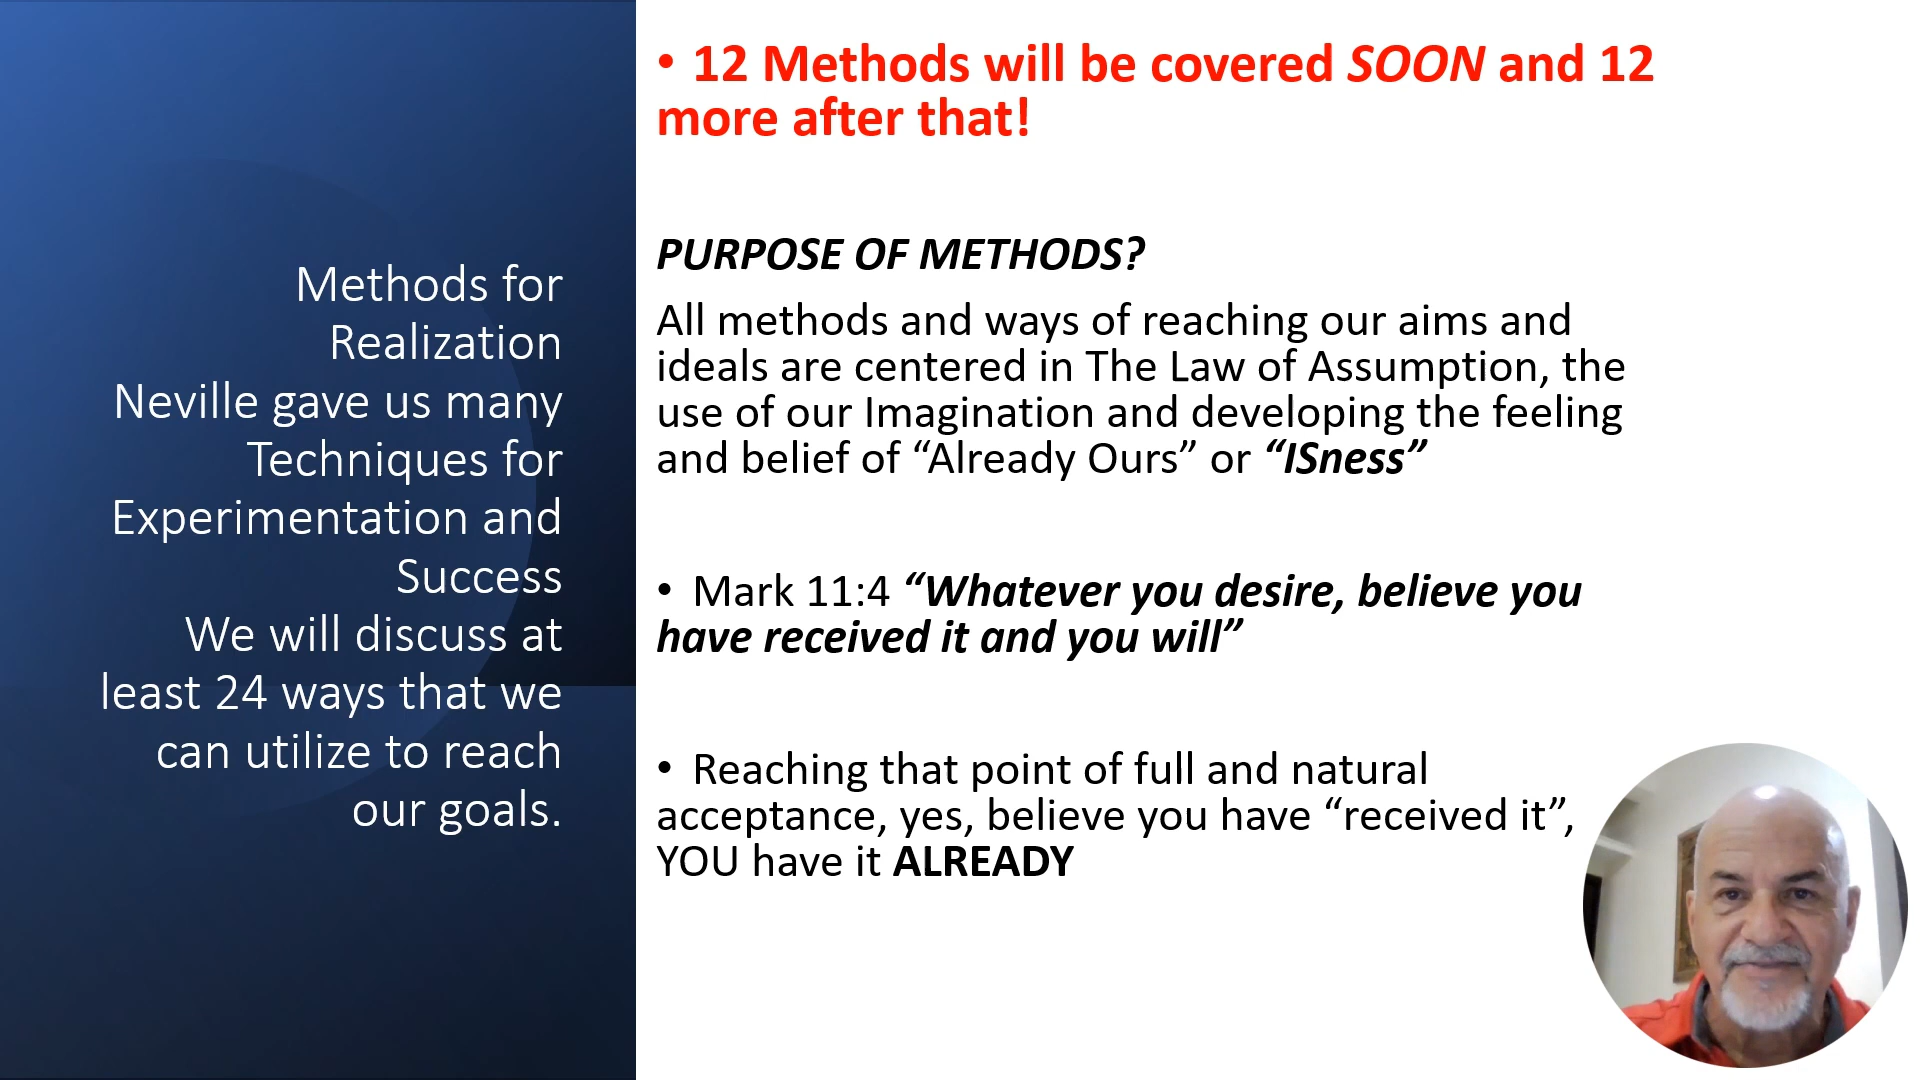 Methods for
Realization
Neville gave us many
Techniques for
Experimentation and
Success
We will discuss at
least 24 ways that we
can utilize to reach
our goals.
• 12 Methods will be covered SOON and 12
more after that!
PURPOSE OF METHODS?
All methods and ways of reaching our aims and
ideals are centered in The Law of Assumption, the
use of our Imagination and developing the feeling
and belief of “Already Ours” or “ISness”
• Mark 11:4 “Whatever you desire, believe you
have received it and you will”
• Reaching that point of full and natural
acceptance, yes, believe you have “received it”,
YOU have it ALREADY